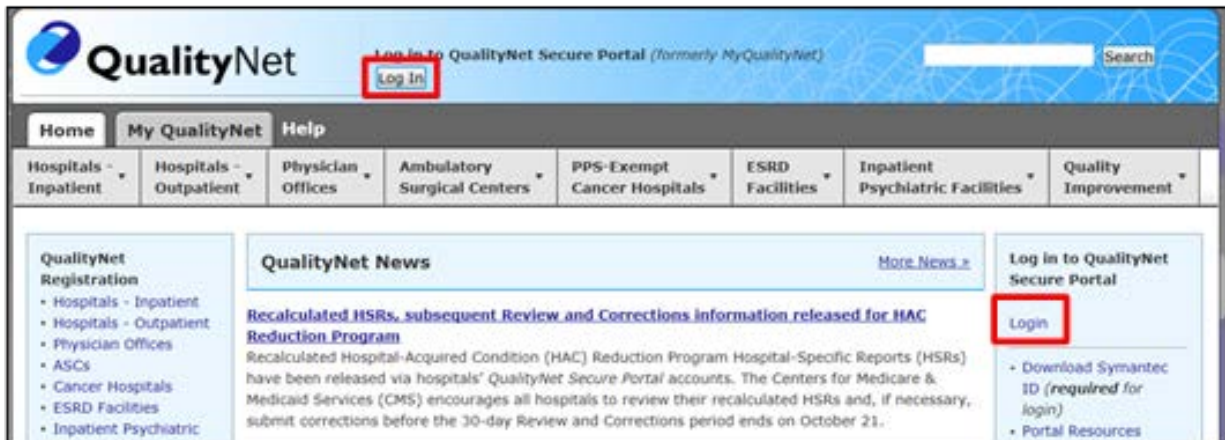 QualityNet
Log in to QualityNet Secure Portal (formerly MyQualityNet)
Log In
Search
Home
My QualityNet
Help
Hospitals -
Inpatient
Hospitals -
Outpatient
Physician
Offices
Ambulatory
Surgical Centers
PPS-Exempt
Cancer Hospitals
ESRD
Facilities
Inpatient
Psychiatric Facilities
Quality
Improvement
QualityNet
Registration
• Hospitals - Inpatient
• Hospitals - Outpatient
• Physician Offices
• ASCs
• Cancer Hospitals
• ESRD Facilities
• Inpatient Psychiatric
QualityNet News
More News »
Recalculated HSRs, subsequent Review and Corrections information released for HAC
Reduction Program
Recalculated Hospital-Acquired Condition (HAC) Reduction Program Hospital-Specific Reports (HSRs)
have been released via hospitals' QualityNet Secure Portal accounts. The Centers for Medicare &
Medicaid Services (CMS) encourages all hospitals to review their recalculated HSRs and, if necessary,
submit corrections before the 30-day Review and Corrections period ends on October 21.
Log in to QualityNet
Secure Portal
Login
• Download Symantec
ID (required for
login)
• Portal Resources